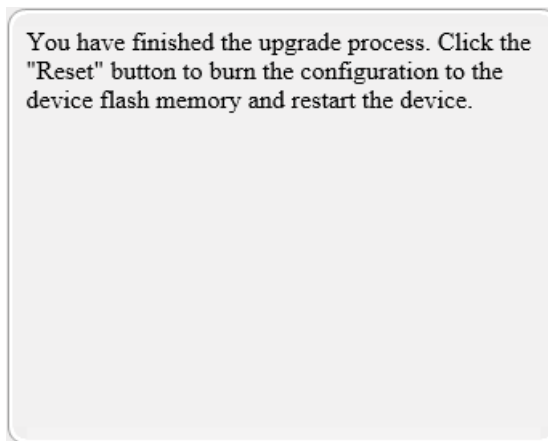 You have finished the upgrade process. Click the
"Reset" button to burn the configuration to the
device flash memory and restart the device.